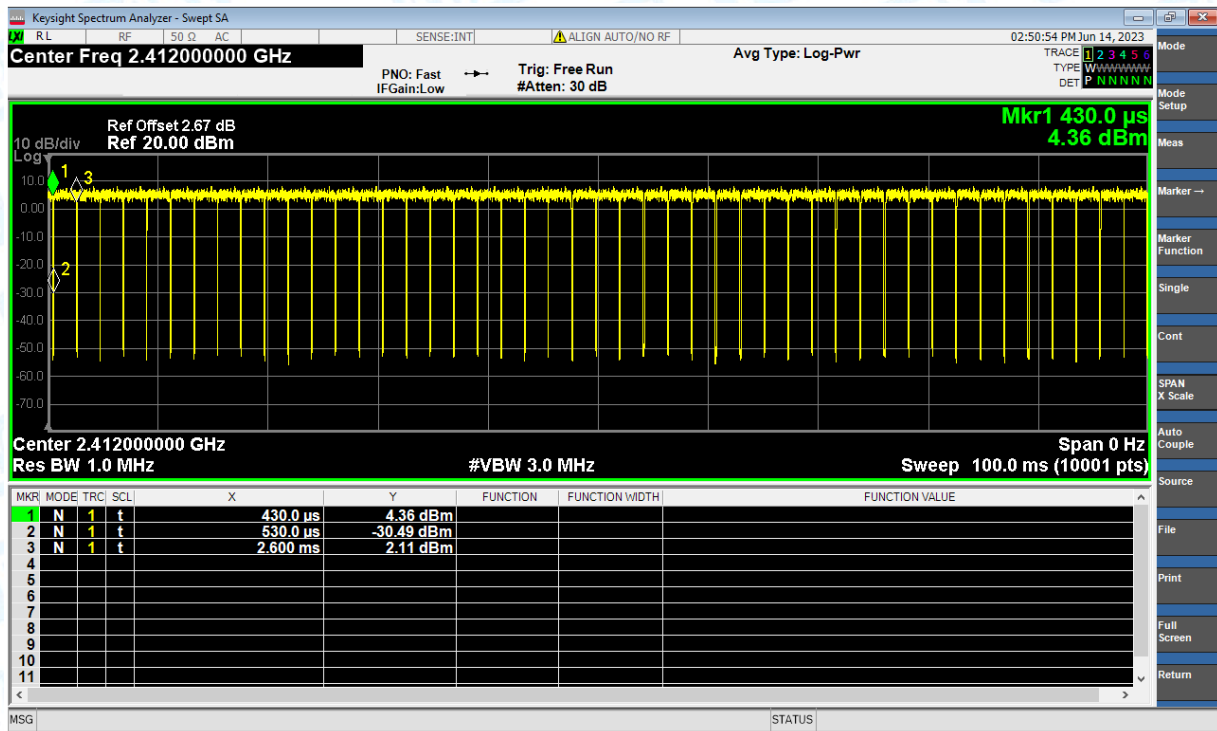 Keysight Spectrum Analyzer - Swept SA
LXI RL RF 50 Ω AC SENSE:INT ALIGN AUTO/NO RF 02:50:54 PM Jun 14, 2023
Center Freq 2.412000000 GHz
Avg Type: Log-Pwr
TRACE 1 2 3 4 5 6
TYPE WWWWWW
DET P N N N N N
PNO: Fast
IFGain:Low
Trig: Free Run
#Atten: 30 dB
Mkr1 430.0 µs
4.36 dBm
Ref Offset 2.67 dB
10 dB/div Ref 20.00 dBm
Log
1
3
2
10.0
0.00
-10.0
-20.0
-30.0
-40.0
-50.0
-60.0
-70.0
Center 2.412000000 GHz Span 0 Hz
Res BW 1.0 MHz #VBW 3.0 MHz Sweep 100.0 ms (10001 pts)
MKR MODE TRC SCL X Y FUNCTION FUNCTION WIDTH FUNCTION VALUE
1 N 1 t 430.0 µs 4.36 dBm
2 N 1 t 530.0 µs -30.49 dBm
3 N 1 t 2.600 ms 2.11 dBm
4
5
6
7
8
9
10
11
MSG STATUS
Mode
Mode
Setup
Meas
Marker →
Marker
Function
Single
Cont
SPAN
X Scale
Auto
Couple
Source
File
Print
Full
Screen
Return